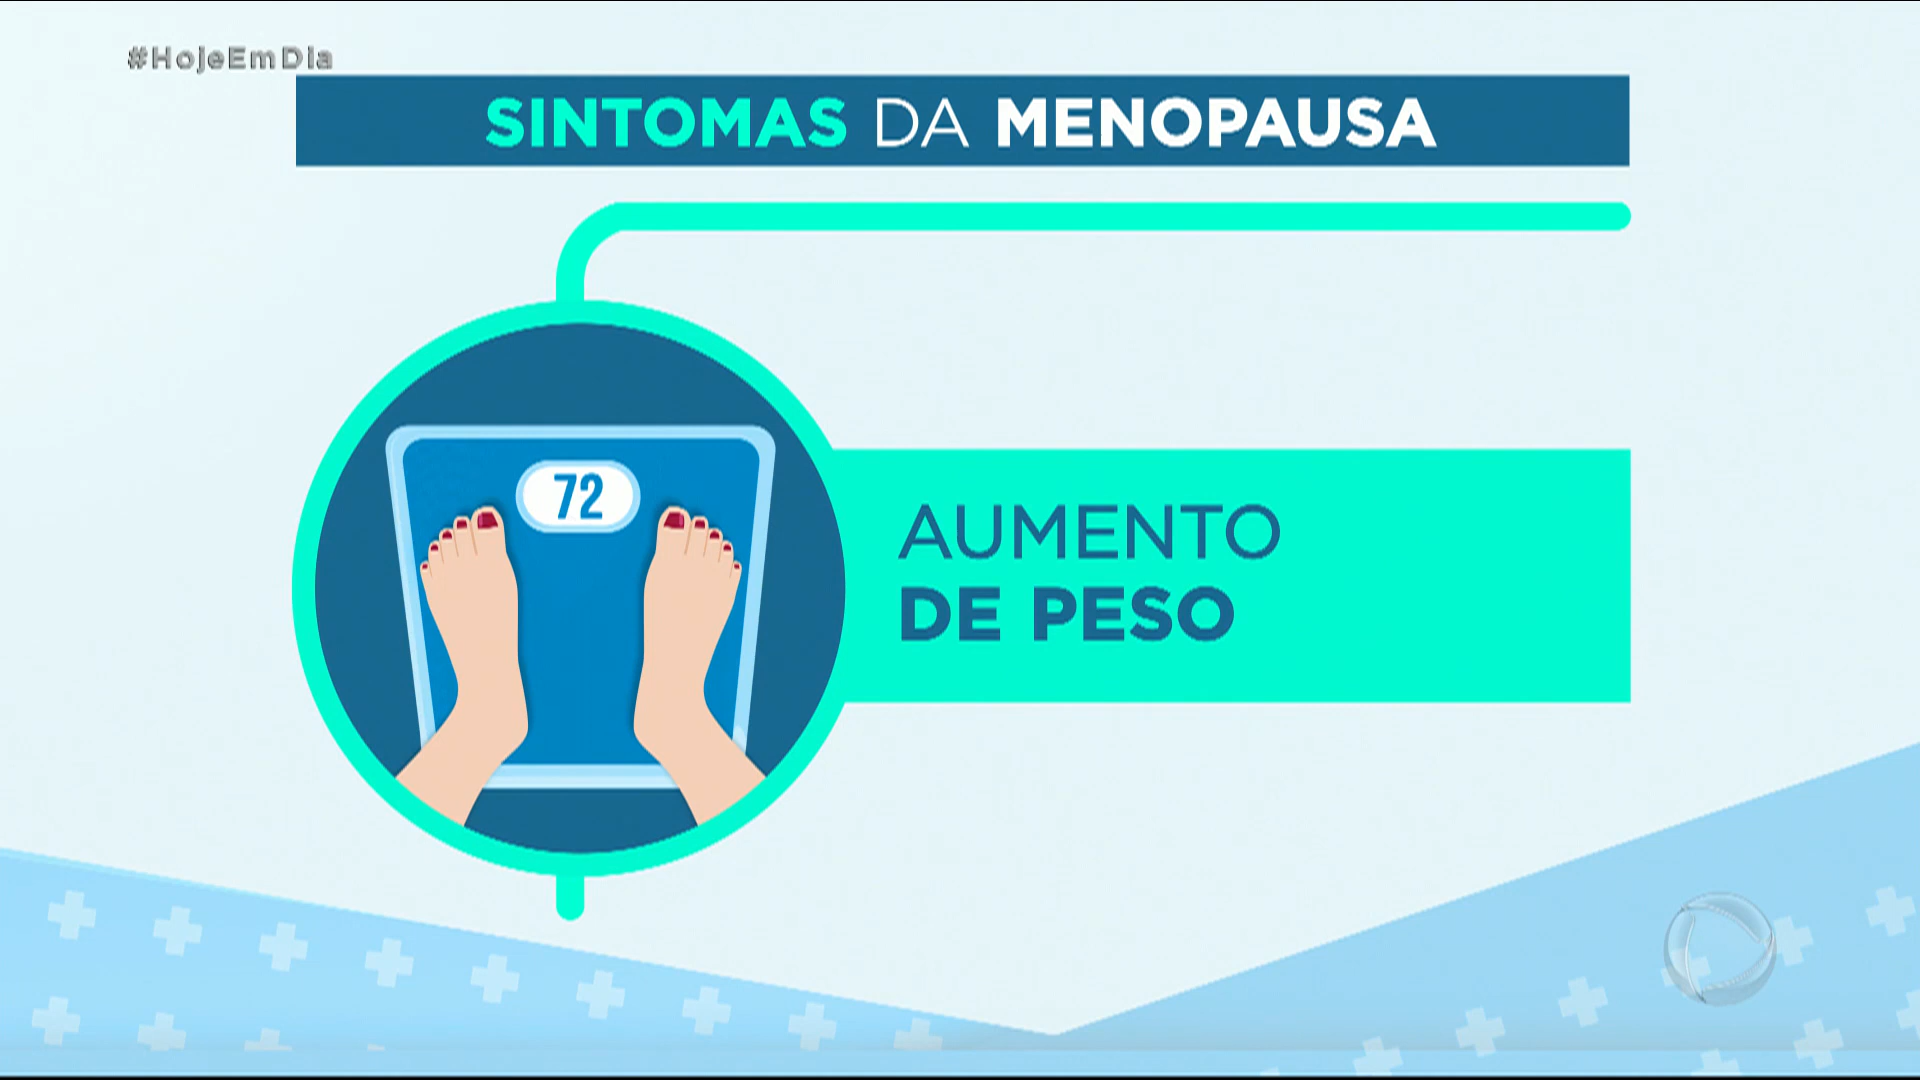 #HojeEmDia
SINTOMAS DA MENOPAUSA
72
AUMENTO
DE PESO